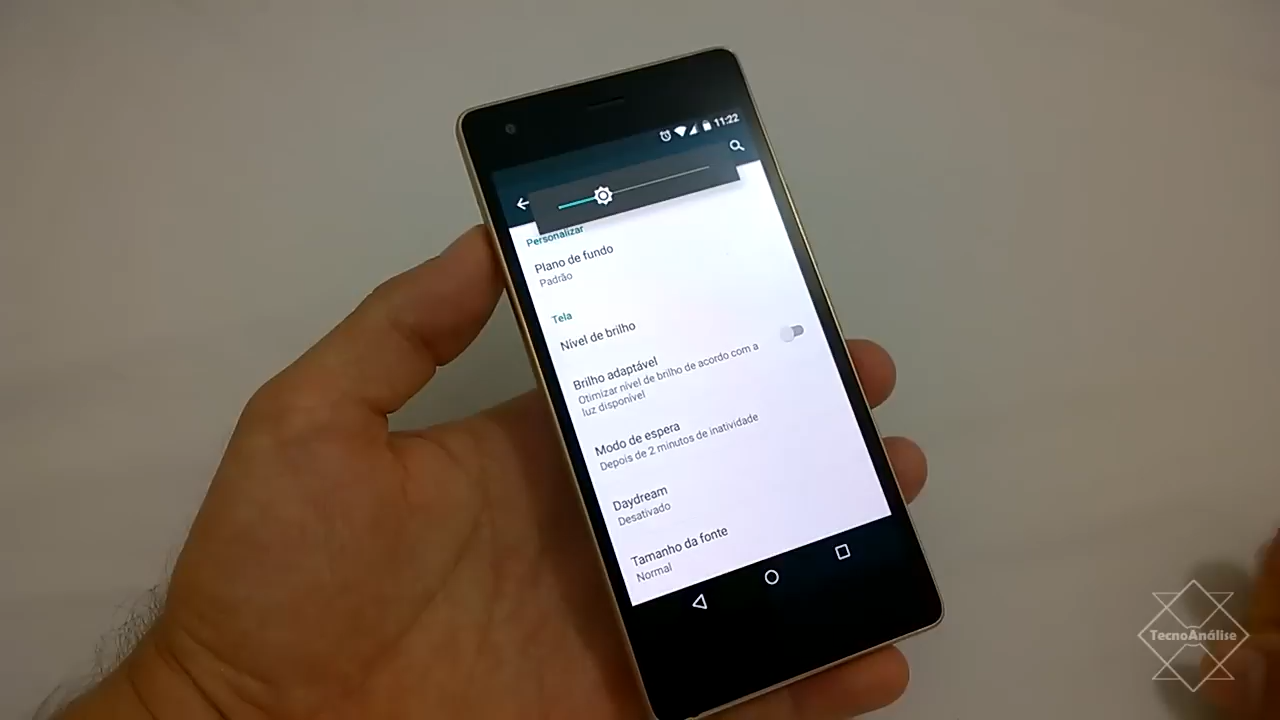 11:22
Personalizar
Plano de fundo
Padrão
Tela
Nível de brilho
Brilho adaptável
Otimizar nível de brilho de acordo com a
luz disponível
Modo de espera
Depois de 2 minutos de inatividade
Daydream
Desativado
Tamanho da fonte
Normal
TecnoAnálise